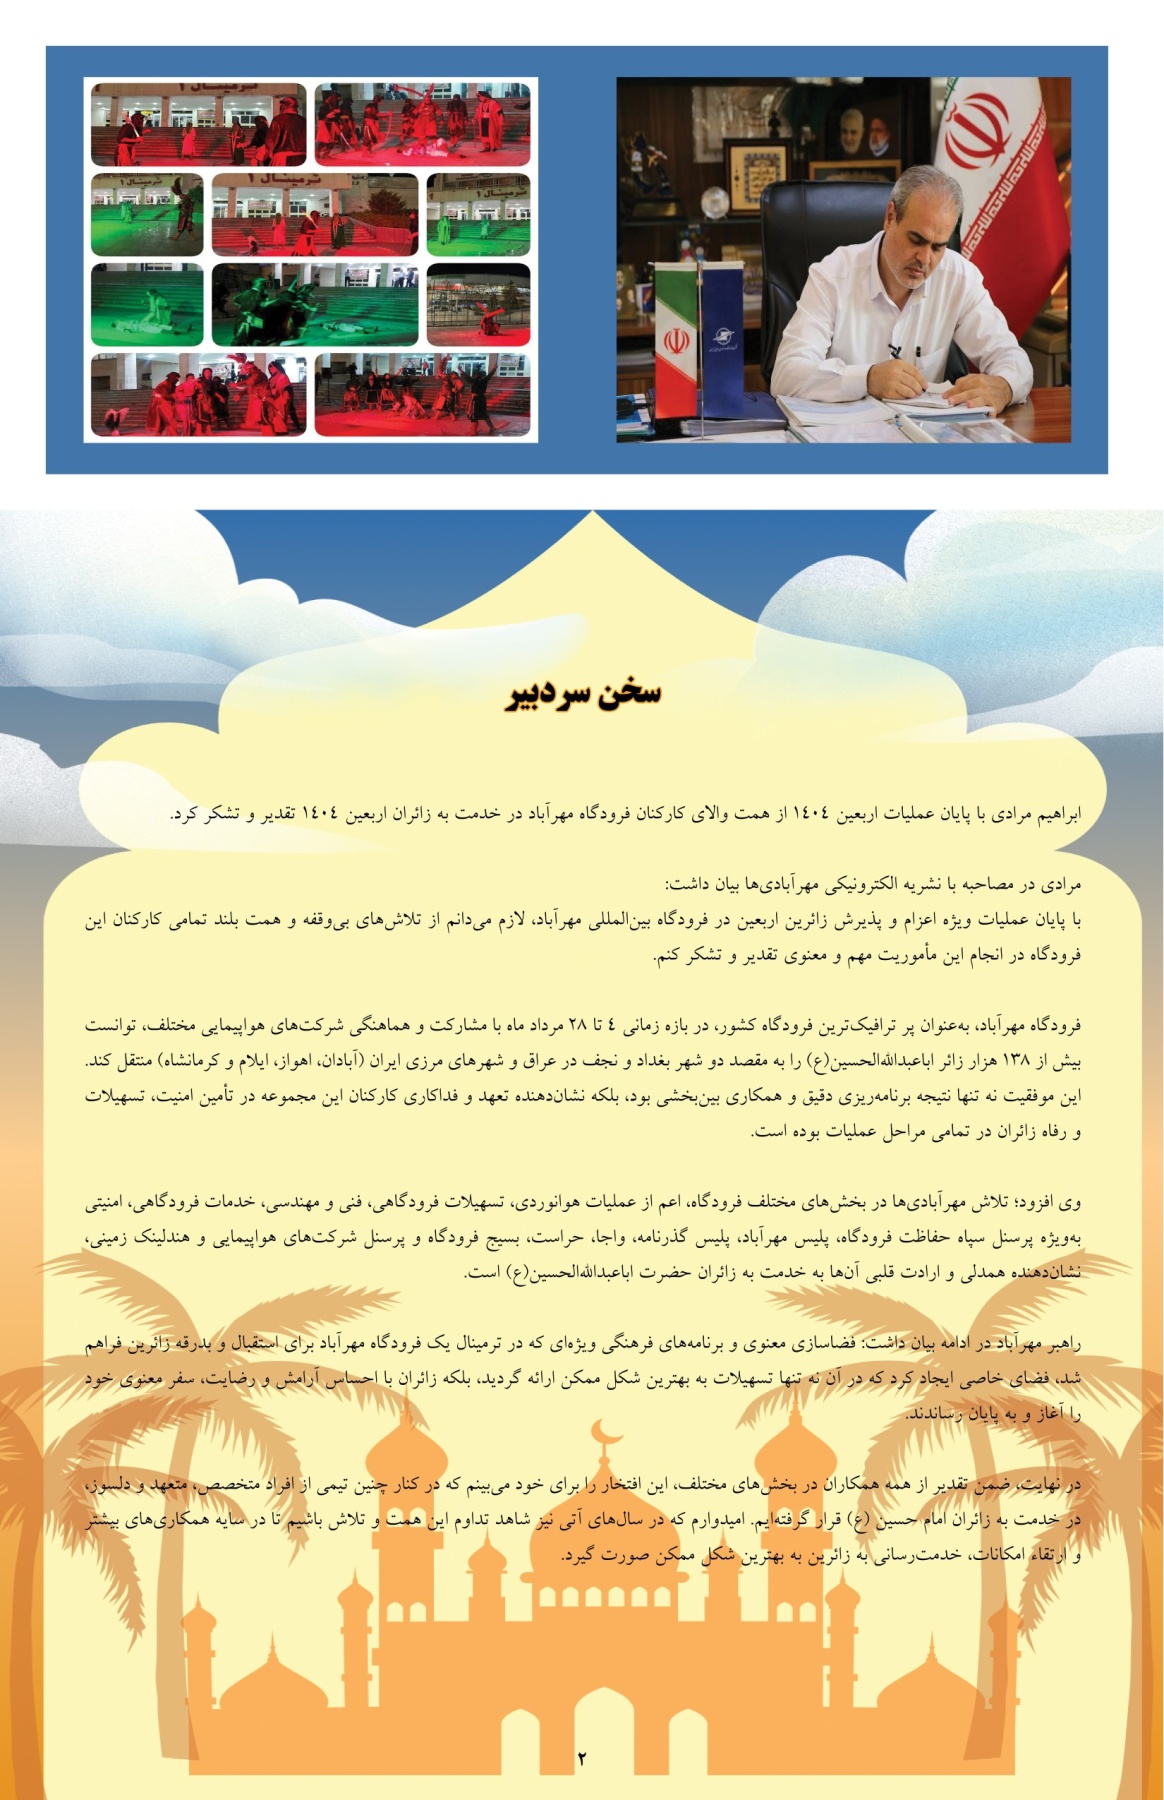 ترمینال ۱
ترمینال ۱
ترمینال ۱
سخن سردبیر
ابراهیم مرادی با پایان عملیات اربعین ۱۴۰۴ از همت والای کارکنان فرودگاه مهرآباد در خدمت به زائران اربعین ۱۴۰۴ تقدیر و تشکر کرد.
مرادی در مصاحبه با نشریه الکترونیکی مهرآبادی‌ها بیان داشت:
با پایان عملیات ویژه اعزام و پذیرش زائرین اربعین در فرودگاه بین‌المللی مهرآباد، لازم می‌دانم از تلاش‌های بی‌وقفه و همت بلند تمامی کارکنان این
فرودگاه در انجام این مأموریت مهم و معنوی تقدیر و تشکر کنم.
فرودگاه مهرآباد، به‌عنوان پر ترافیک‌ترین فرودگاه کشور، در بازه زمانی ۴ تا ۲۸ مرداد ماه با مشارکت و هماهنگی شرکت‌های هواپیمایی مختلف، توانست
بیش از ۱۳۸ هزار زائر اباعبدالله‌الحسین(ع) را به مقصد دو شهر بغداد و نجف در عراق و شهرهای مرزی ایران (آبادان، اهواز، ایلام و کرمانشاه) منتقل کند.
این موفقیت نه تنها نتیجه برنامه‌ریزی دقیق و همکاری بین‌بخشی بود، بلکه نشان‌دهنده تعهد و فداکاری کارکنان این مجموعه در تأمین امنیت، تسهیلات
و رفاه زائران در تمامی مراحل عملیات بوده است.
وی افزود؛ تلاش مهرآبادی‌ها در بخش‌های مختلف فرودگاه، اعم از عملیات هوانوردی، تسهیلات فرودگاهی، فنی و مهندسی، خدمات فرودگاهی، امنیتی
به‌ویژه پرسنل سپاه حفاظت فرودگاه، پلیس مهرآباد، پلیس گذرنامه، واجا، حراست، بسیج فرودگاه و پرسنل شرکت‌های هواپیمایی و هندلینک زمینی،
نشان‌دهنده همدلی و ارادت قلبی آن‌ها به خدمت به زائران حضرت اباعبدالله‌الحسین(ع) است.
راهبر مهرآباد در ادامه بیان داشت: فضاسازی معنوی و برنامه‌های فرهنگی ویژه‌ای که در ترمینال یک فرودگاه مهرآباد برای استقبال و بدرقه زائرین فراهم
شد، فضای خاصی ایجاد کرد که در آن نه تنها تسهیلات به بهترین شکل ممکن ارائه گردید، بلکه زائران با احساس آرامش و رضایت، سفر معنوی خود
را آغاز و به پایان رساندند.
در نهایت، ضمن تقدیر از همه همکاران در بخش‌های مختلف، این افتخار را برای خود می‌بینم که در کنار چنین تیمی از افراد متخصص، متعهد و دلسوز،
در خدمت به زائران امام حسین (ع) قرار گرفته‌ایم. امیدوارم که در سال‌های آتی نیز شاهد تداوم این همت و تلاش باشیم تا در سایه همکاری‌های بیشتر
و ارتقاء امکانات، خدمت‌رسانی به زائرین به بهترین شکل ممکن صورت گیرد.
۲